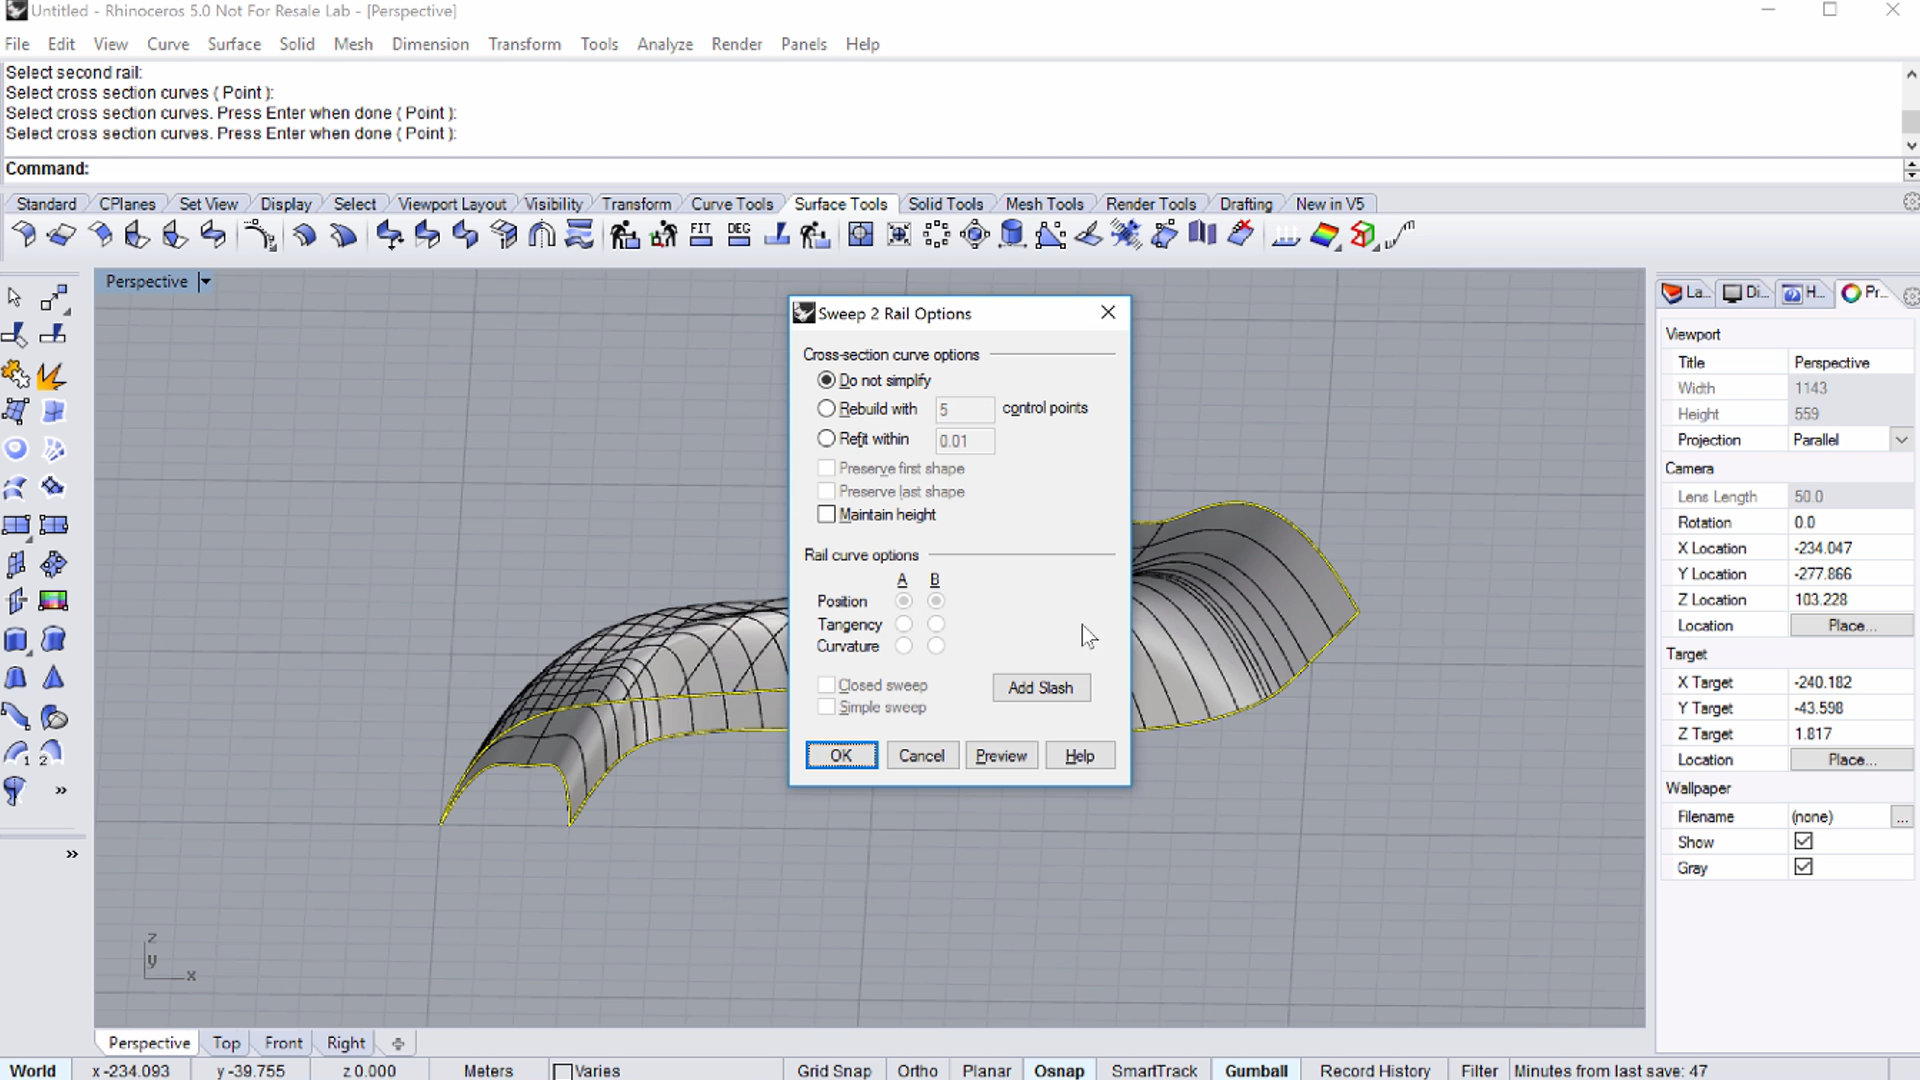 Untitled - Rhinoceros 5.0 Not For Resale Lab - [Perspective]
File Edit View Curve Surface Solid Mesh Dimension Transform Tools Analyze Render Panels Help
Select second rail:
Select cross section curves ( Point ):
Select cross section curves. Press Enter when done ( Point ):
Select cross section curves. Press Enter when done ( Point ):
Command:
Standard CPlanes Set View Display Select Viewport Layout Visibility Transform Curve Tools Surface Tools Solid Tools Mesh Tools Render Tools Drafting New in V5
FIT DEG
Perspective
Sweep 2 Rail Options
Cross-section curve options
Do not simplify
Rebuild with 5 control points
Refit within 0.01
Preserve first shape
Preserve last shape
Maintain height
Rail curve options
A B
Position
Tangency
Curvature
Closed sweep
Simple sweep
Add Slash
OK Cancel Preview Help
La... Di... H... Pr...
Viewport
Title Perspective
Width 1143
Height 559
Projection Parallel
Camera
Lens Length 50.0
Rotation 0.0
X Location -234.047
Y Location -277.866
Z Location 103.228
Location Place...
Target
X Target -240.182
Y Target -43.598
Z Target 1.817
Location Place...
Wallpaper
Filename (none) ...
Show
Gray
1 2
z
y
x
Perspective Top Front Right
World x -234.093 y -39.755 z 0.000 Meters Varies Grid Snap Ortho Planar Osnap SmartTrack Gumball Record History Filter Minutes from last save: 47